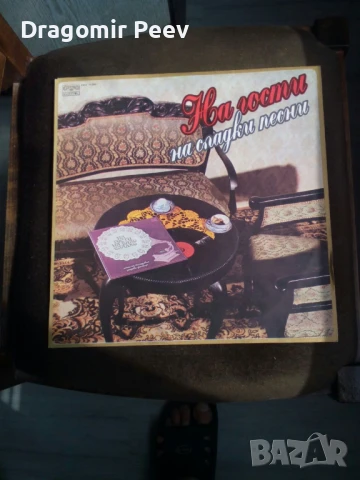 Dragomir Peev
На гости
на сладки песни
BAZAR